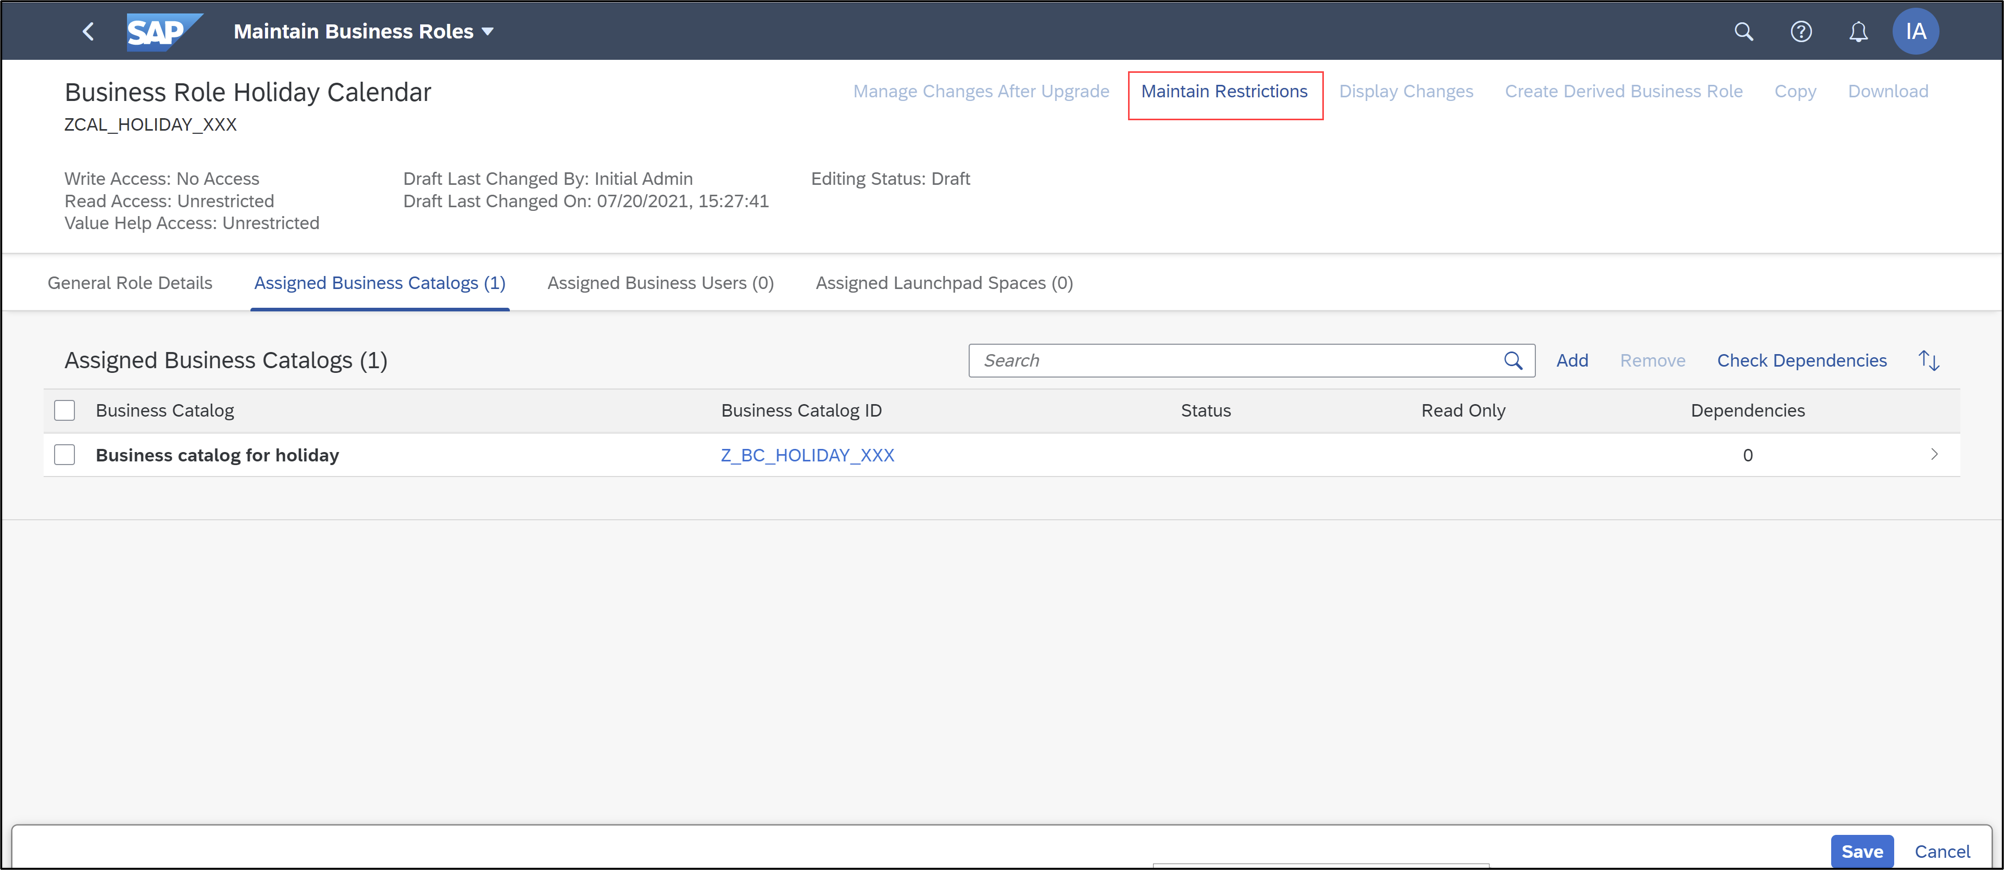 SAP Maintain Business Roles IA
Business Role Holiday Calendar
Manage Changes After Upgrade Maintain Restrictions Display Changes Create Derived Business Role Copy Download
ZCAL_HOLIDAY_XXX
Write Access: No Access Draft Last Changed By: Initial Admin Editing Status: Draft
Read Access: Unrestricted Draft Last Changed On: 07/20/2021, 15:27:41
Value Help Access: Unrestricted
General Role Details Assigned Business Catalogs (1) Assigned Business Users (0) Assigned Launchpad Spaces (0)
Assigned Business Catalogs (1) Search Add Remove Check Dependencies
Business Catalog Business Catalog ID Status Read Only Dependencies
Business catalog for holiday Z_BC_HOLIDAY_XXX 0
Save Cancel